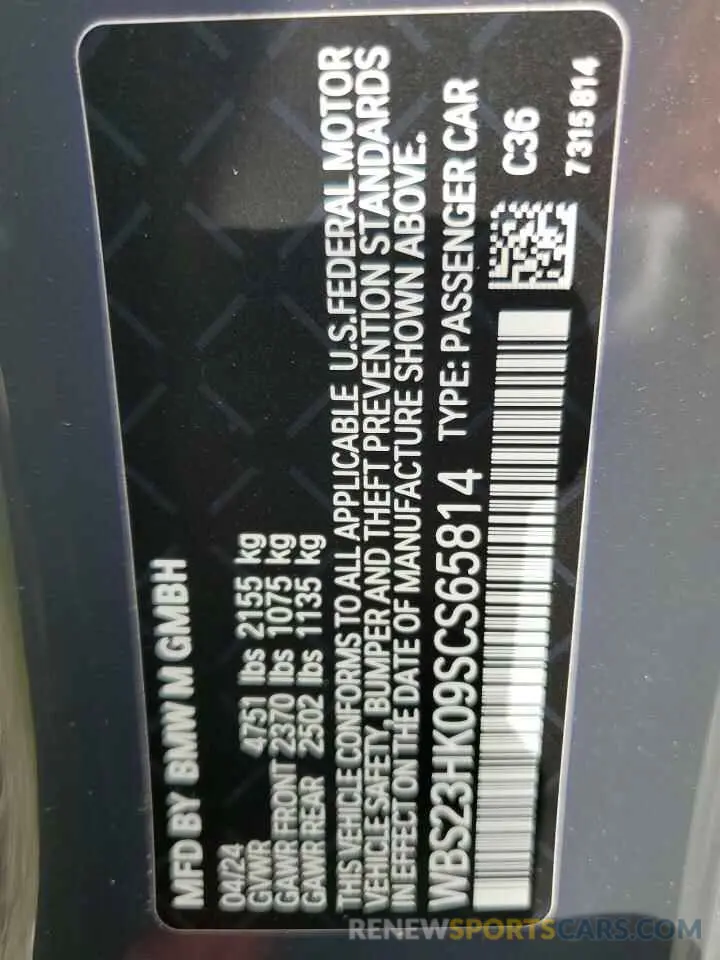 MFD BY BMW M GMBH
04/24
GVWR 4751 lbs 2155 kg
GAWR FRONT 2370 lbs 1075 kg
GAWR REAR 2502 lbs 1135 kg
THIS VEHICLE CONFORMS TO ALL APPLICABLE U.S.FEDERAL MOTOR
VEHICLE SAFETY, BUMPER AND THEFT PREVENTION STANDARDS
IN EFFECT ON THE DATE OF MANUFACTURE SHOWN ABOVE.
WBS23HK09SCS65814 TYPE: PASSENGER CAR
C36
7315814
RENEWSPORTSCARS.COM